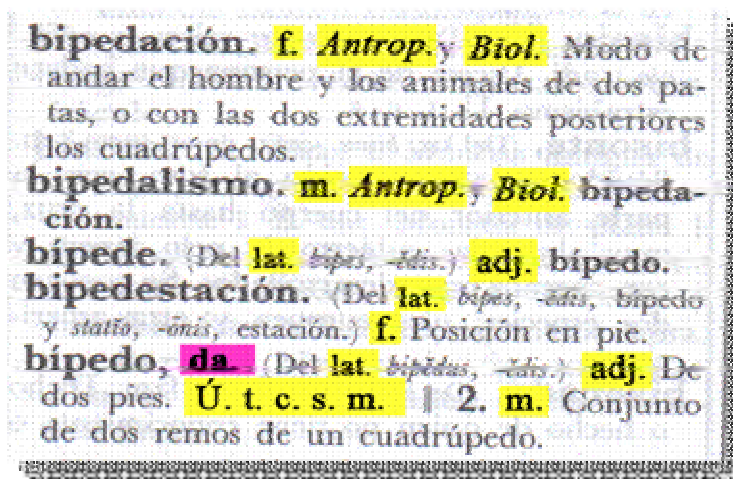 bipedación. f. Antrop. y Biol. Modo de
andar el hombre y los animales de dos pa-
tas, o con las dos extremidades posteriores
los cuadrúpedos.
bipedalismo. m. Antrop. y Biol. bipeda-
ción.
bípede. (Del lat. bipes, -ĕdis.) adj. bípedo.
bipedestación. (Del lat. bipes, -ĕdis, bípedo
y statĭo, -ōnis, estación.) f. Posición en pie.
bípedo, da. (Del lat. bipĕdus, -ĕdis.) adj. De
dos pies. Ú. t. c. s. m. ‖ 2. m. Conjunto
de dos remos de un cuadrúpedo.